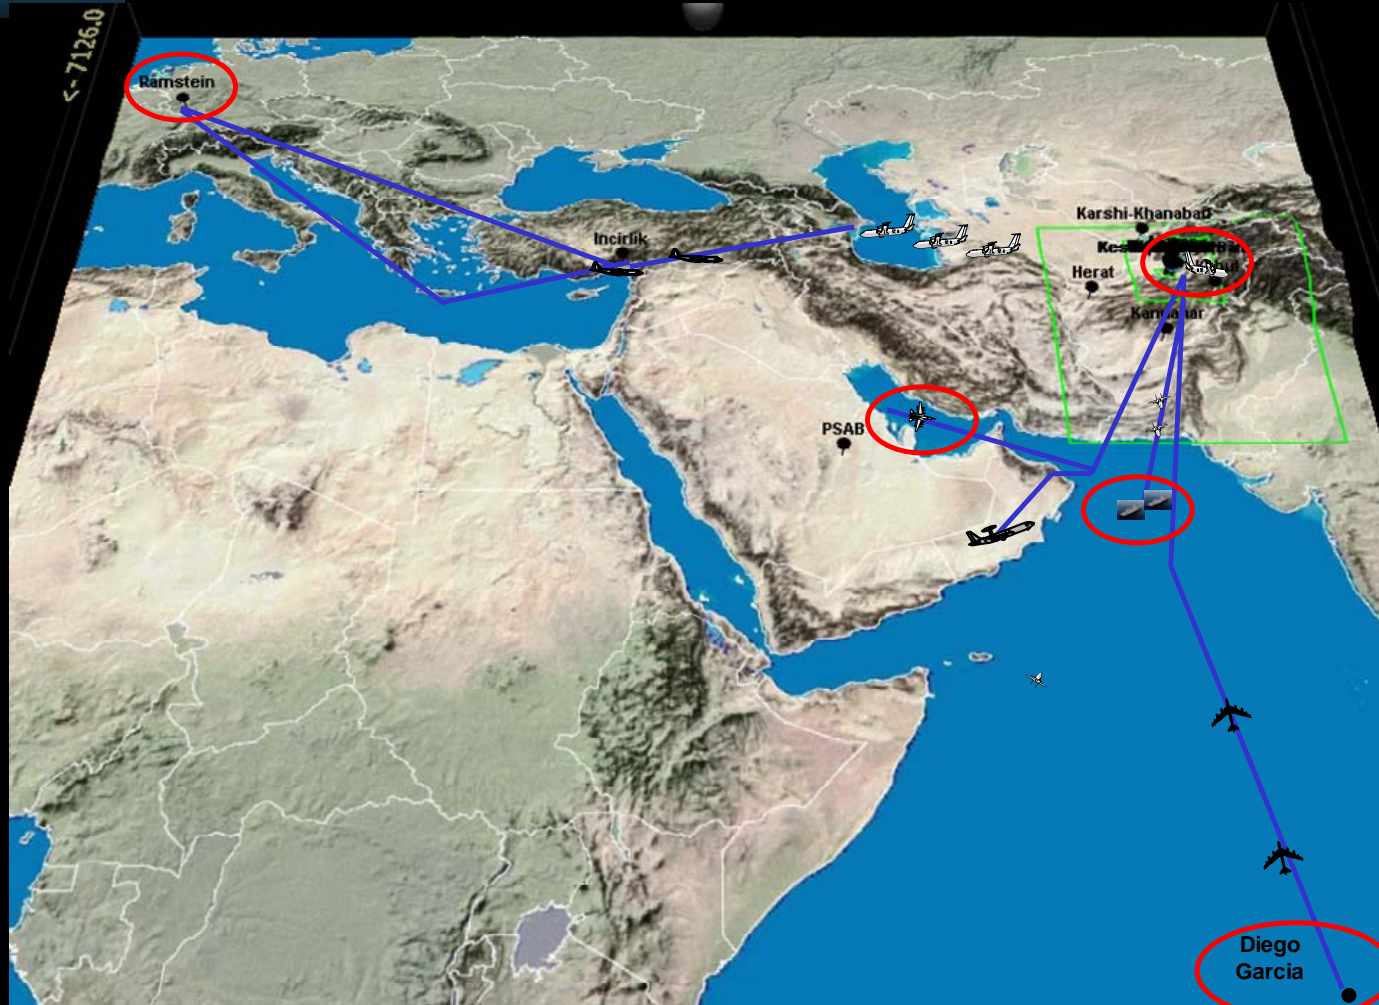 <-7126.0
Ramstein
Karshi-Khanabad
Incirlik
Herat
PSAB
Diego
Garcia